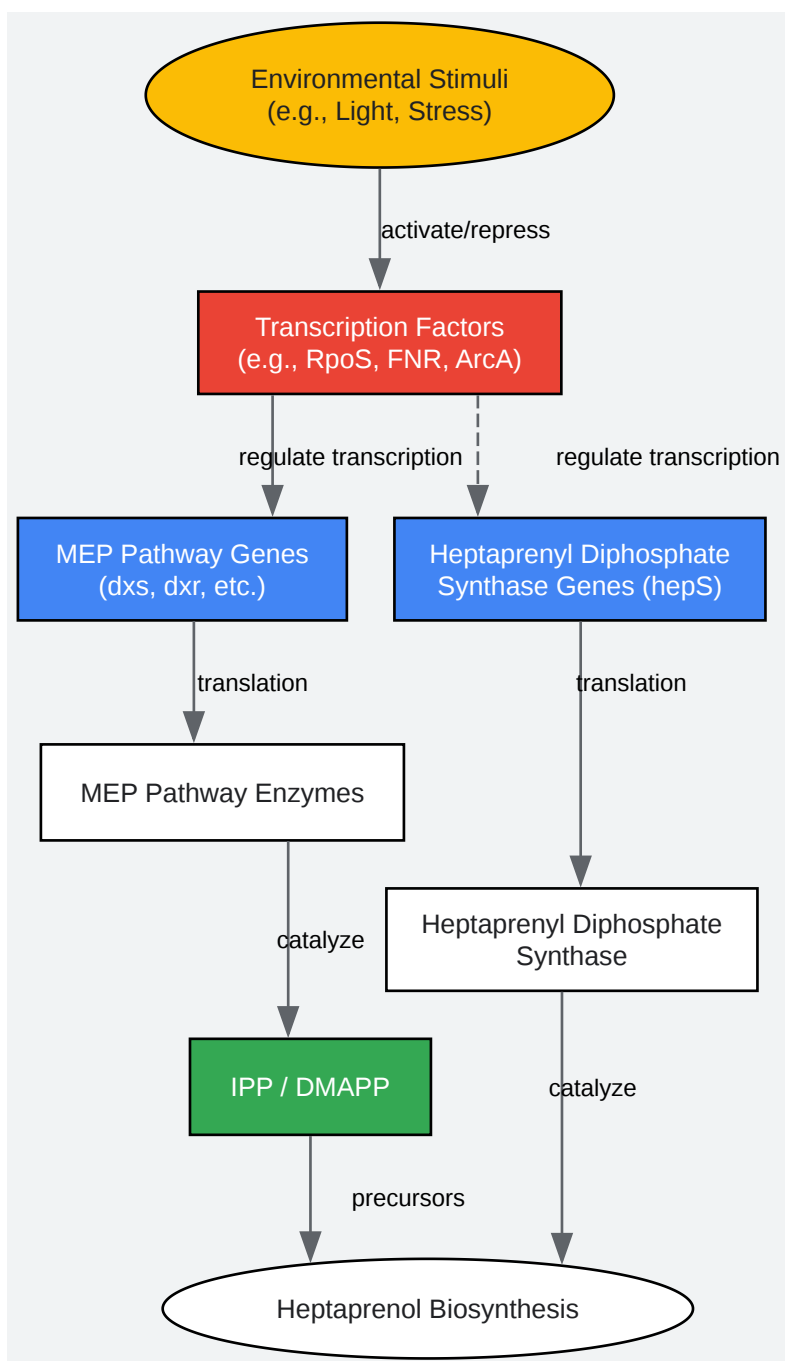 Environmental Stimuli
(e.g., Light, Stress)
activate/repress
Transcription Factors
(e.g., RpoS, FNR, ArcA)
regulate transcription
regulate transcription
MEP Pathway Genes
(dxs, dxr, etc.)
Heptaprenyl Diphosphate
Synthase Genes (hepS)
translation
translation
MEP Pathway Enzymes
Heptaprenyl Diphosphate
Synthase
catalyze
IPP / DMAPP
catalyze
precursors
Heptaprenol Biosynthesis